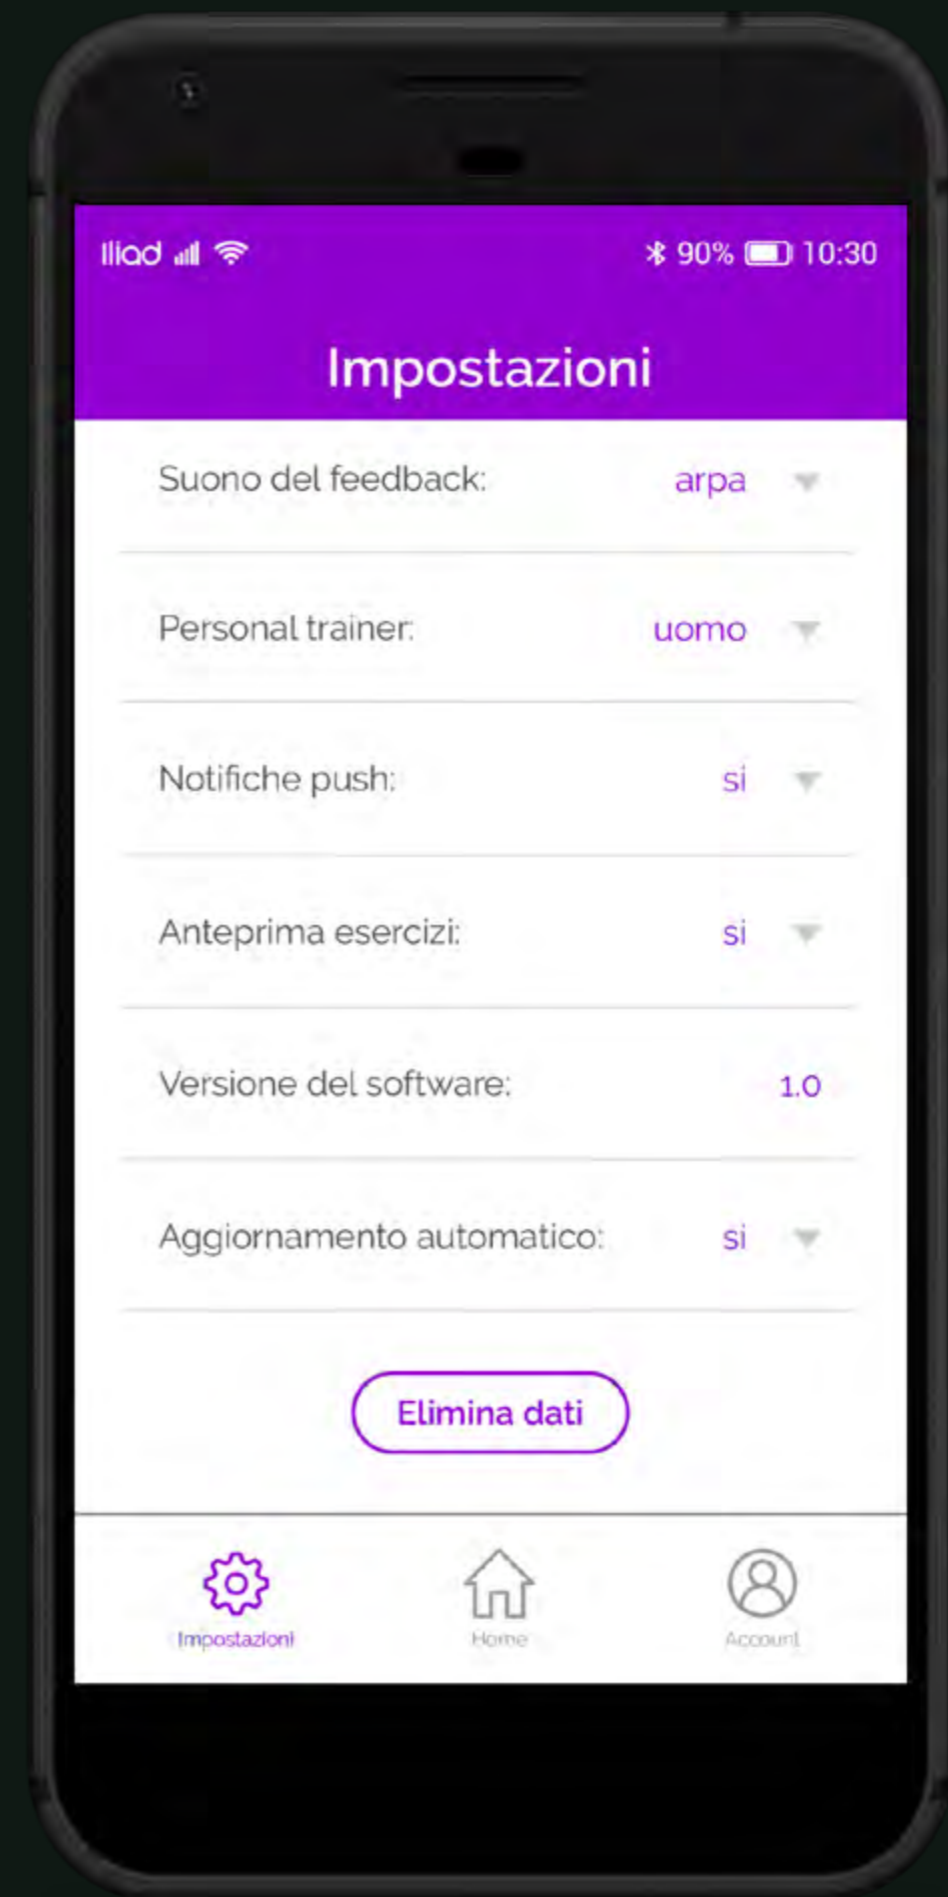 Iliad 90% 10:30
Impostazioni
Suono del feedback: arpa
Personal trainer: uomo
Notifiche push: si
Anteprima esercizi: si
Versione del software: 1.0
Aggiornamento automatico: si
Elimina dati
Impostazioni Home Account